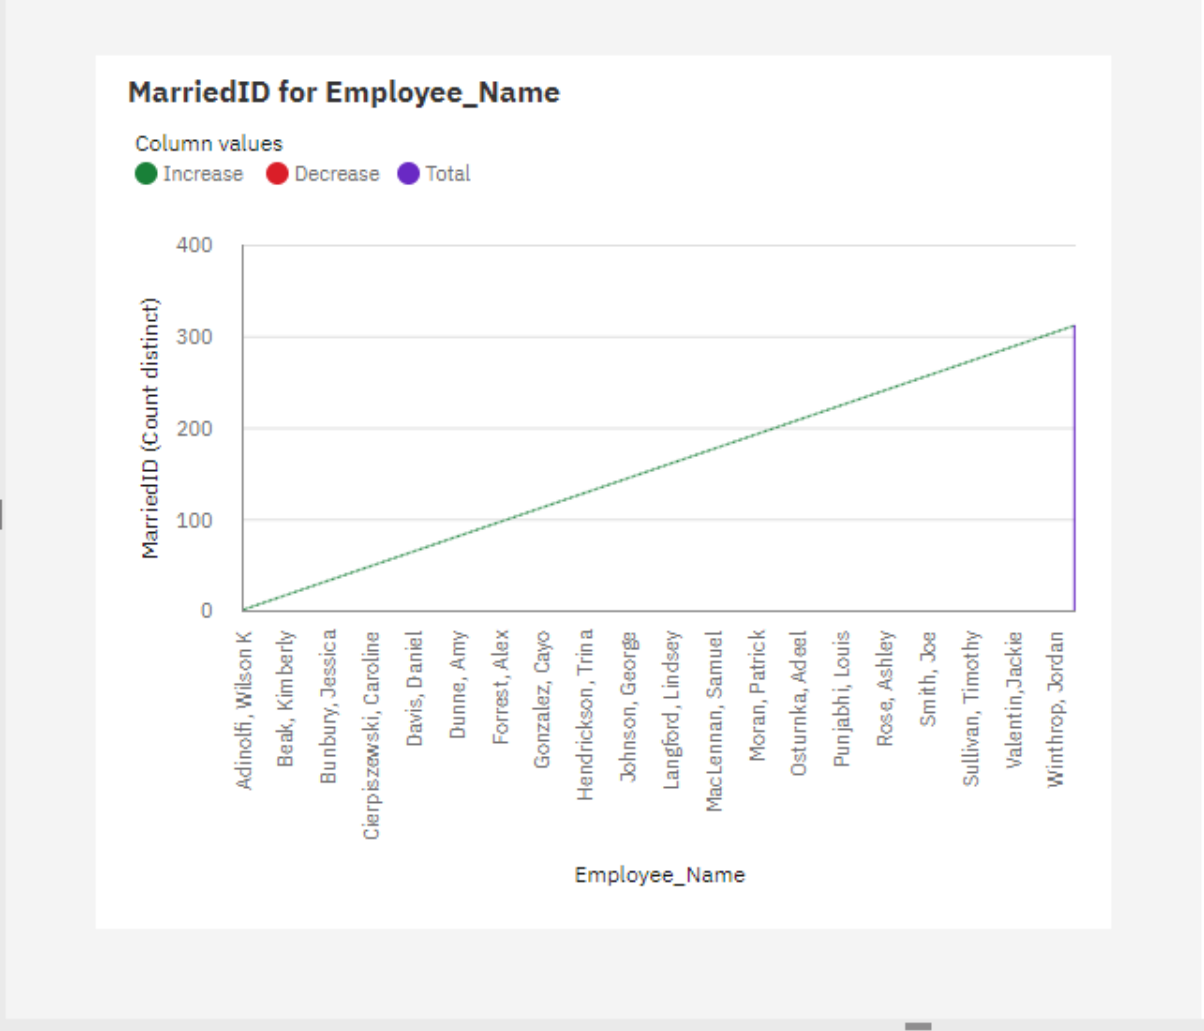 MarriedID for Employee_Name
Column values
Increase Decrease Total
MarriedID (Count distinct)
400
300
200
100
0
Adinolfi, Wilson K
Beak, Kimberly
Bunbury, Jessica
Cierpiszewski, Caroline
Davis, Daniel
Dunne, Amy
Forrest, Alex
Gonzalez, Cayo
Hendrickson, Trina
Johnson, George
Langford, Lindsey
MacLennan, Samuel
Moran, Patrick
Osturnka, Adeel
Punjabhi, Louis
Rose, Ashley
Smith, Joe
Sullivan, Timothy
Valentin,Jackie
Winthrop, Jordan
Employee_Name